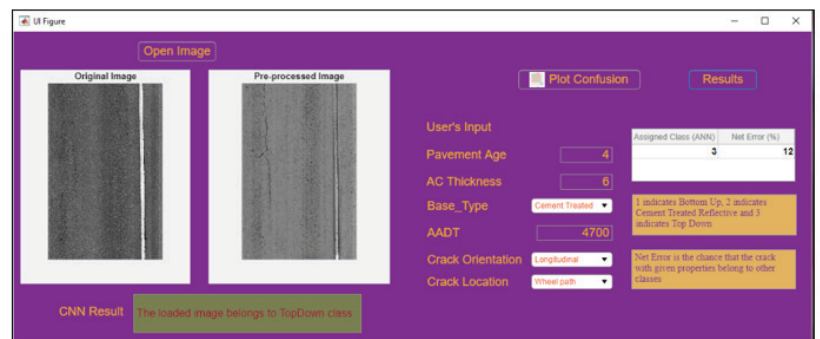 UI Figure
Open Image
Original Image
Pre-processed Image
Plot Confusion
Results
User's Input
Pavement Age 4
AC Thickness 6
Base_Type Cement Treated
AADT 4700
Crack Orientation Longitudinal
Crack Location Wheel path
Assigned Class (ANN) Net Error (%)
3 12
1 indicates Bottom Up, 2 indicates
Cement Treated Reflective and 3
indicates Top Down
Net Error is the chance that the crack
with given properties belong to other
classes
CNN Result The loaded image belongs to TopDown class